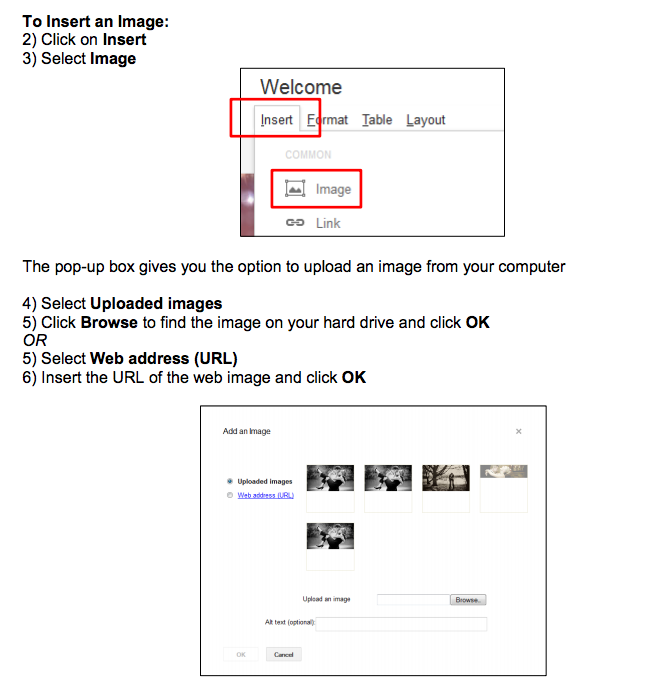 To Insert an Image:
2) Click on Insert
3) Select Image
Welcome
Insert Format Table Layout
COMMON
Image
Link
The pop-up box gives you the option to upload an image from your computer
4) Select Uploaded images
5) Click Browse to find the image on your hard drive and click OK
OR
5) Select Web address (URL)
6) Insert the URL of the web image and click OK
Add an Image
×
Uploaded images
Web address (URL)
Upload an image Browse..
Alt text (optional):
OK Cancel